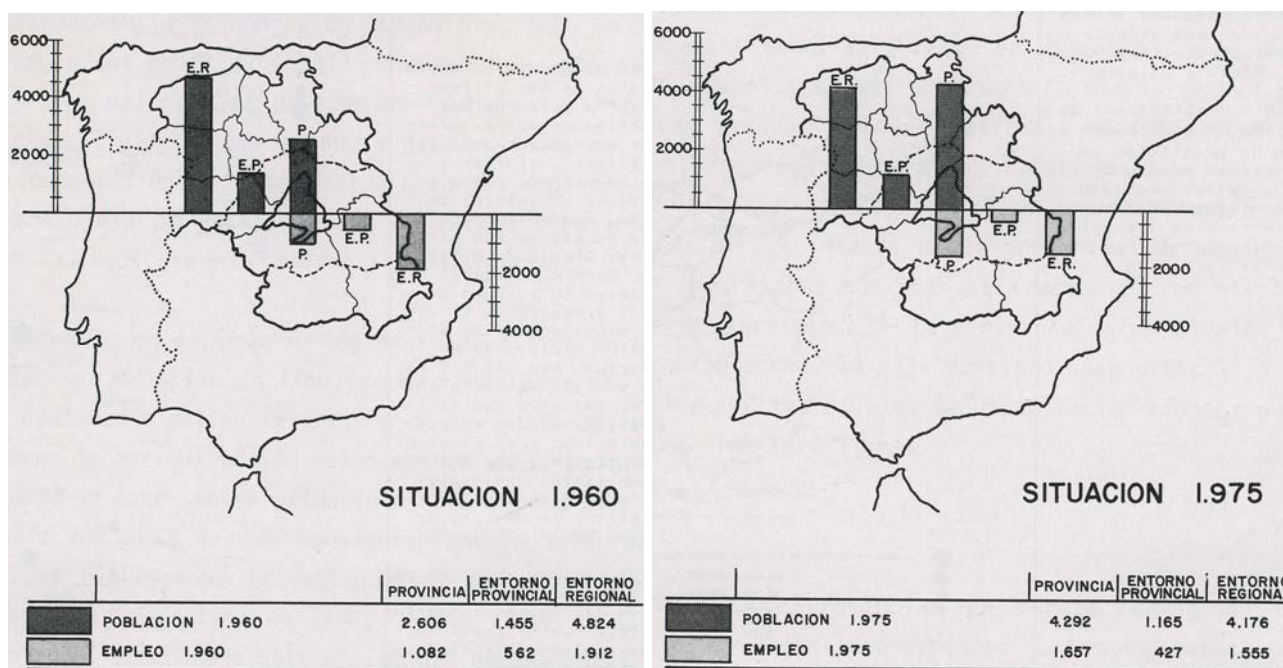 6000
4000
2000
E.R
E.P.
P.
P.
E.P.
E.R.
2000
4000
SITUACION 1.960
PROVINCIA ENTORNO PROVINCIAL ENTORNO REGIONAL
POBLACION 1.960 2.606 1.455 4.824
EMPLEO 1.960 1.082 562 1.912
6000
4000
2000
E.R.
E.P.
P.
P.
E.P.
E.R.
2000
4000
SITUACION 1.975
PROVINCIA ENTORNO PROVINCIAL ENTORNO REGIONAL
POBLACION 1.975 4.292 1.165 4.176
EMPLEO 1.975 1.657 427 1.555